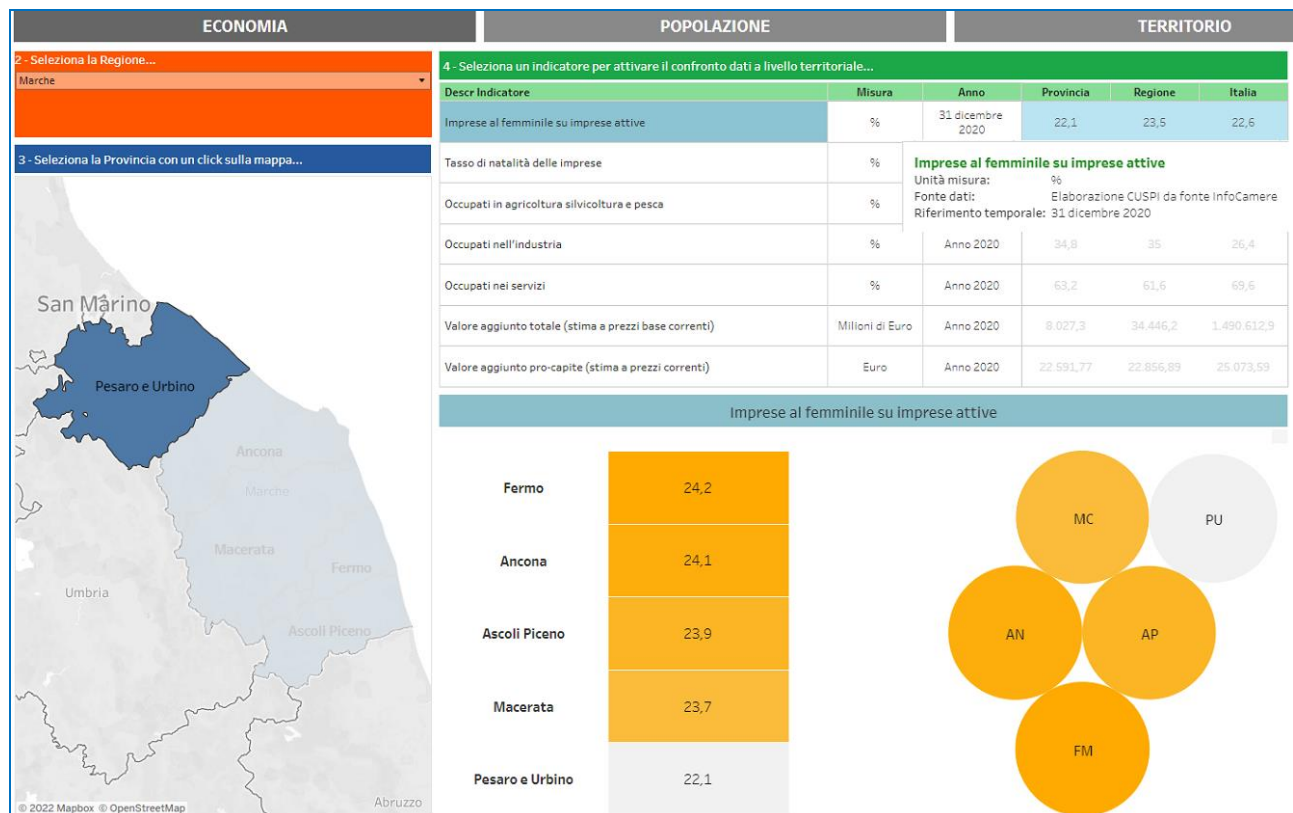 ECONOMIA
POPOLAZIONE
TERRITORIO
2 - Seleziona la Regione...
Marche
3 - Seleziona la Provincia con un click sulla mappa...
San Marino
Pesaro e Urbino
Ancona
Marche
Macerata
Fermo
Umbria
Ascoli Piceno
Abruzzo
© 2022 Mapbox © OpenStreetMap
4 - Seleziona un indicatore per attivare il confronto dati a livello territoriale...
Descr Indicatore Misura Anno Provincia Regione Italia
Imprese al femminile su imprese attive % 31 dicembre 2020 22,1 23,5 22,6
Tasso di natalità delle imprese %
Occupati in agricoltura silvicoltura e pesca %
Imprese al femminile su imprese attive
Unità misura: %
Fonte dati: Elaborazione CUSPI da fonte InfoCamere
Riferimento temporale: 31 dicembre 2020
Occupati nell'industria % Anno 2020 34,8 35 26,4
Occupati nei servizi % Anno 2020 63,2 61,6 69,6
Valore aggiunto totale (stima a prezzi base correnti) Milioni di Euro Anno 2020 8.027,3 34.446,2 1.490.612,9
Valore aggiunto pro-capite (stima a prezzi correnti) Euro Anno 2020 22.591,77 22.856,89 25.073,59
Imprese al femminile su imprese attive
Fermo 24,2
Ancona 24,1
Ascoli Piceno 23,9
Macerata 23,7
Pesaro e Urbino 22,1
MC
PU
AN
AP
FM